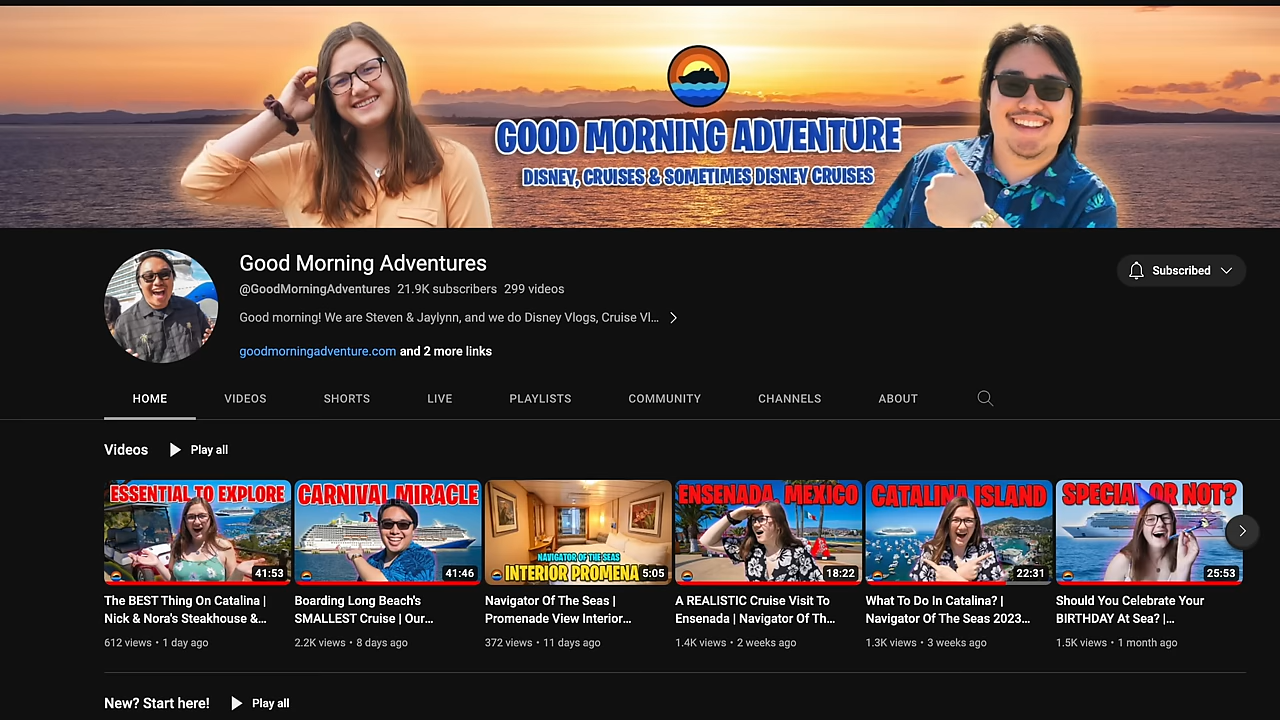 GOOD MORNING ADVENTURE
DISNEY, CRUISES & SOMETIMES DISNEY CRUISES
Good Morning Adventures
@GoodMorningAdventures 21.9K subscribers 299 videos
Good morning! We are Steven & Jaylynn, and we do Disney Vlogs, Cruise Vl...
goodmorningadventure.com and 2 more links
Subscribed
HOME VIDEOS SHORTS LIVE PLAYLISTS COMMUNITY CHANNELS ABOUT
Videos Play all
ESSENTIAL TO EXPLORE
41:53
The BEST Thing On Catalina |
Nick & Nora's Steakhouse &...
612 views • 1 day ago
CARNIVAL MIRACLE
41:46
Boarding Long Beach's
SMALLEST Cruise | Our...
2.2K views • 8 days ago
NAVIGATOR OF THE SEAS
INTERIOR PROMENA
5:05
Navigator Of The Seas |
Promenade View Interior...
372 views • 11 days ago
ENSENADA, MEXICO
18:22
A REALISTIC Cruise Visit To
Ensenada | Navigator Of Th...
1.4K views • 2 weeks ago
CATALINA ISLAND
22:31
What To Do In Catalina? |
Navigator Of The Seas 2023...
1.3K views • 3 weeks ago
SPECIAL OR NOT?
25:53
Should You Celebrate Your
BIRTHDAY At Sea? |...
1.5K views • 1 month ago
New? Start here! Play all